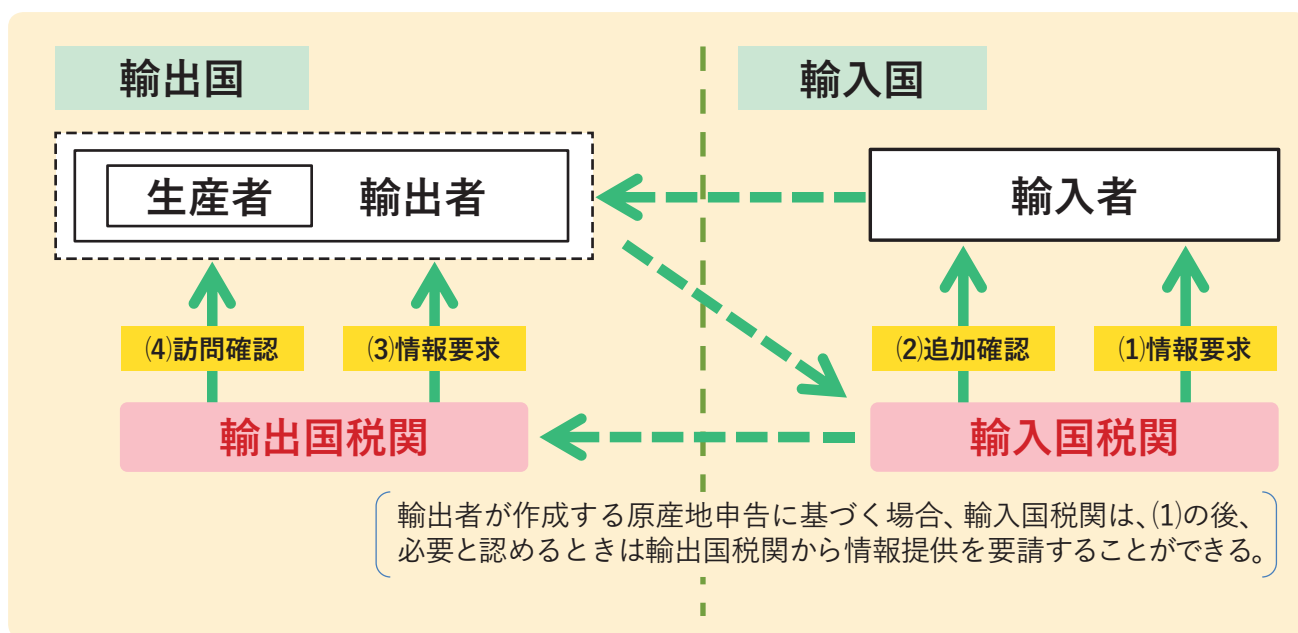 輸出国
輸入国
生産者
輸出者
輸入者
⑷訪問確認
⑶情報要求
⑵追加確認
⑴情報要求
輸出国税関
輸入国税関
輸出者が作成する原産地申告に基づく場合、輸入国税関は、⑴の後、
必要と認めるときは輸出国税関から情報提供を要請することができる。